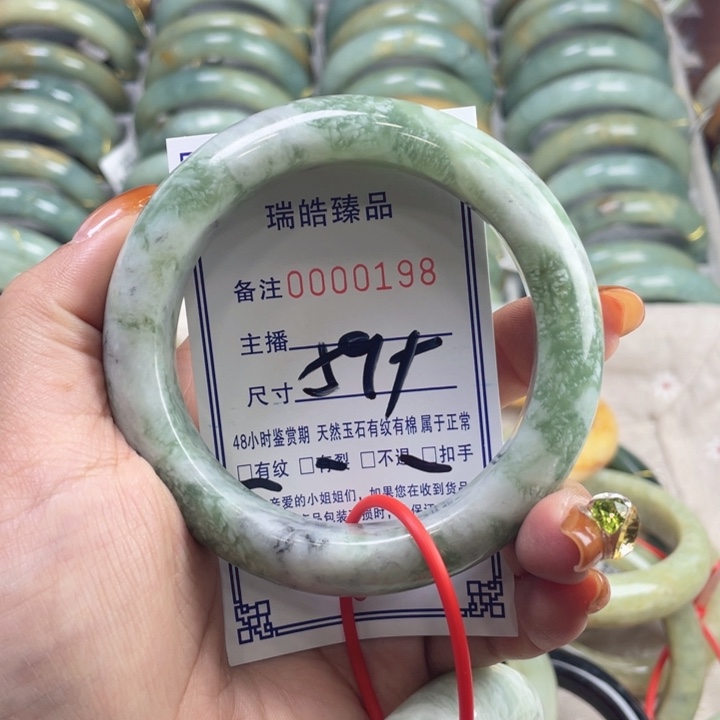 瑞皓臻品
备注0000198
主播
尺寸 59+
48小时鉴赏期 天然玉石有纹有棉属于正常
□有纹 □有裂 □不退 □扣手
亲爱的小姐姐们，如果您在收到货品